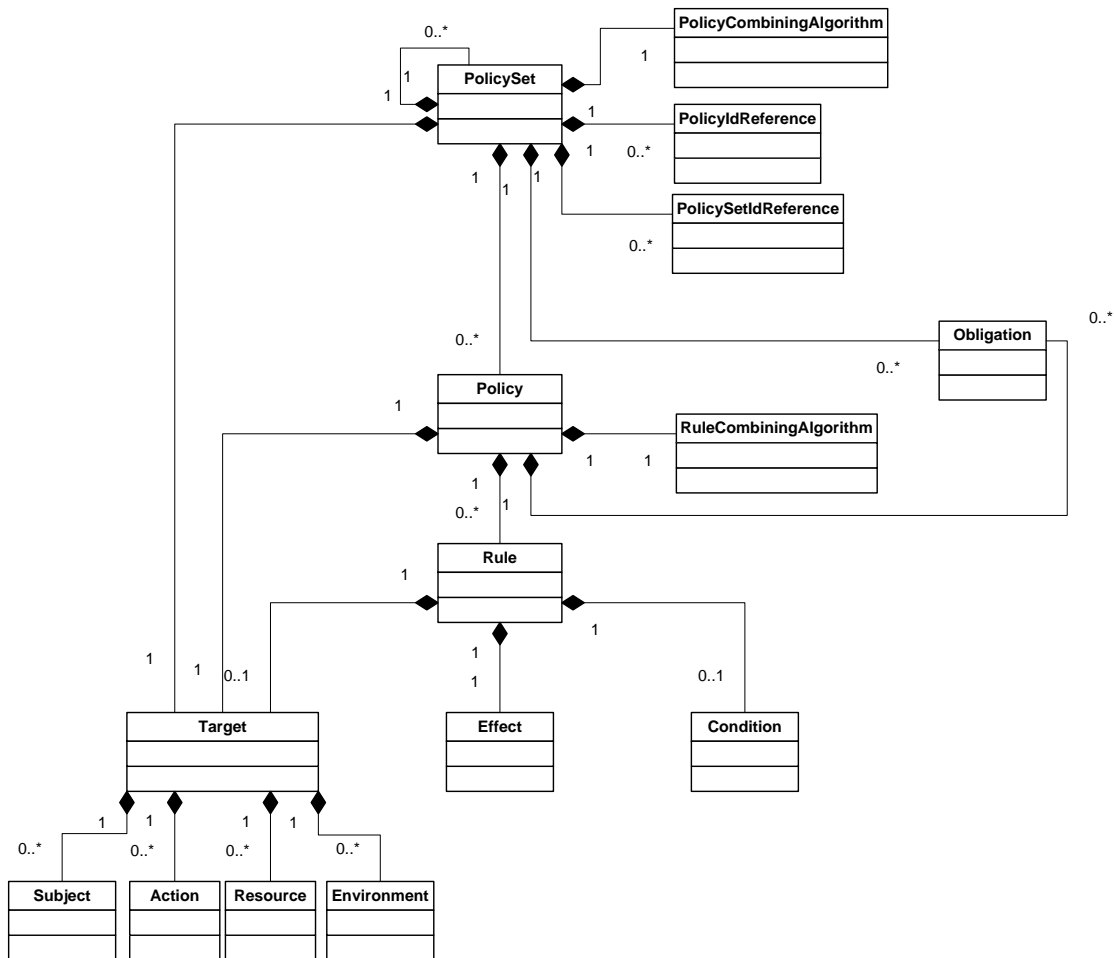 PolicyCombiningAlgorithm
0..*
1
1
PolicySet
1
1
PolicyIdReference
1
1
0..*
1
1
1
PolicySetIdReference
0..*
0..*
Obligation
0..*
0..*
Policy
1
RuleCombiningAlgorithm
1
1
1
0..*
1
Rule
1
1
1
1
1
0..1
1
0..1
Target
Effect
Condition
1
1
1
1
0..*
0..*
0..*
0..*
Subject
Action
Resource
Environment